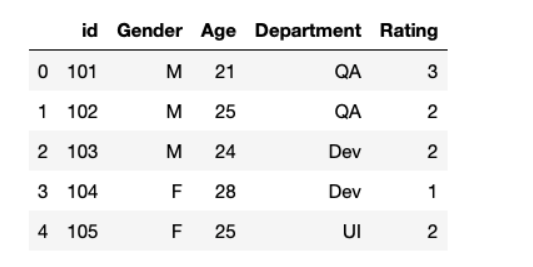 id Gender Age Department Rating
0 101 M 21 QA 3
1 102 M 25 QA 2
2 103 M 24 Dev 2
3 104 F 28 Dev 1
4 105 F 25 UI 2